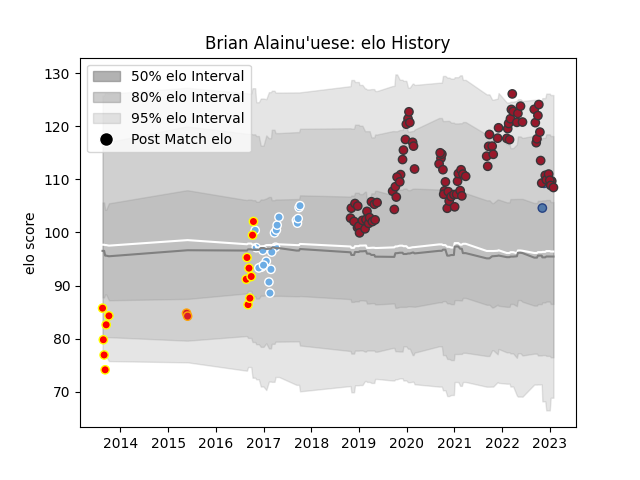 Brian Alainu'uese: elo History
50% elo Interval
80% elo Interval
95% elo Interval
Post Match elo
elo score
130
120
110
100
90
80
70
2014 2015 2016 2017 2018 2019 2020 2021 2022 2023